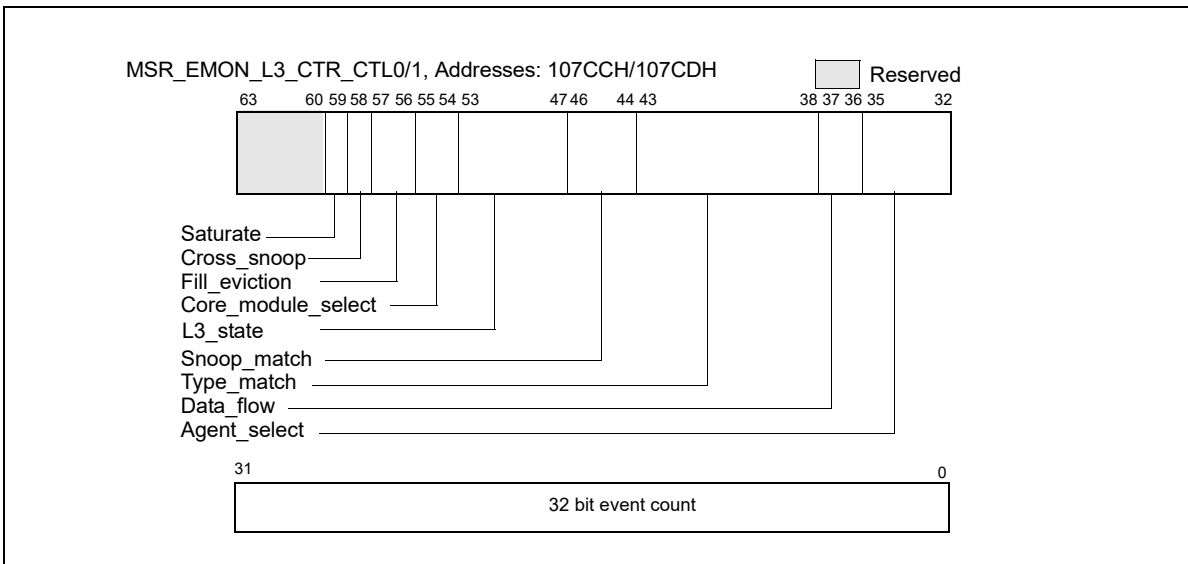 MSR_EMON_L3_CTR_CTL0/1, Addresses: 107CCH/107CDH
Reserved
63 60 59 58 57 56 55 54 53 47 46 44 43 38 37 36 35 32
Saturate
Cross_snoop
Fill_eviction
Core_module_select
L3_state
Snoop_match
Type_match
Data_flow
Agent_select
31 0
32 bit event count